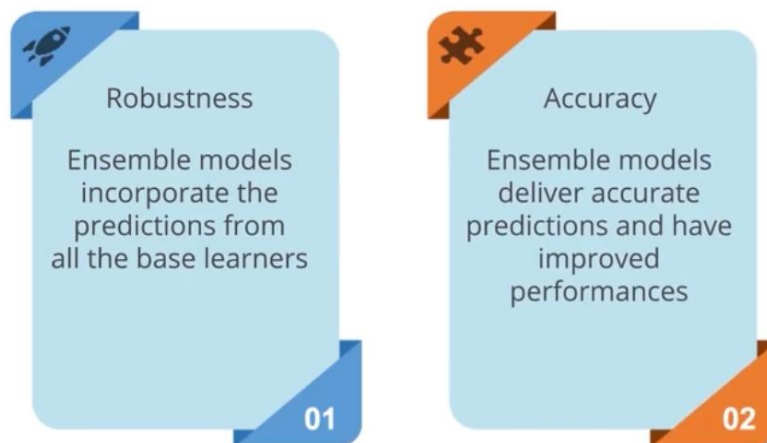 Robustness
Ensemble models
incorporate the
predictions from
all the base learners
01
Accuracy
Ensemble models
deliver accurate
predictions and have
improved
performances
02